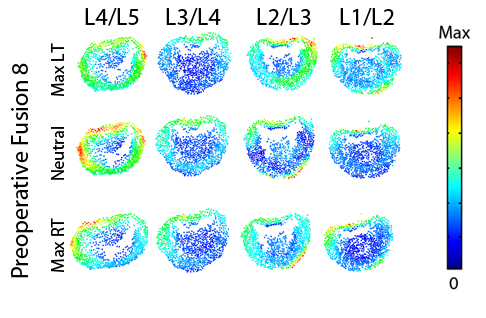 L4/L5 L3/L4 L2/L3 L1/L2
Max
Preoperative Fusion 8
Max LT
Neutral
Max RT
0